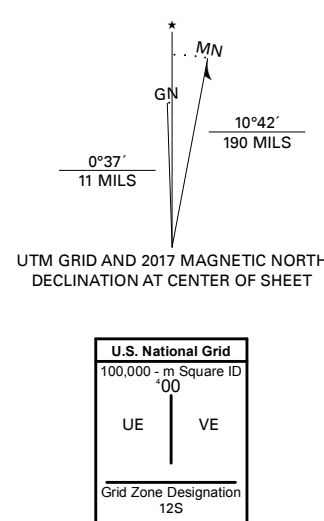 ★
MN
GN
10°42´
190 MILS
0°37´
11 MILS
UTM GRID AND 2017 MAGNETIC NORTH
DECLINATION AT CENTER OF SHEET
U.S. National Grid
100,000 - m Square ID
⁴00
UE VE
Grid Zone Designation
12S